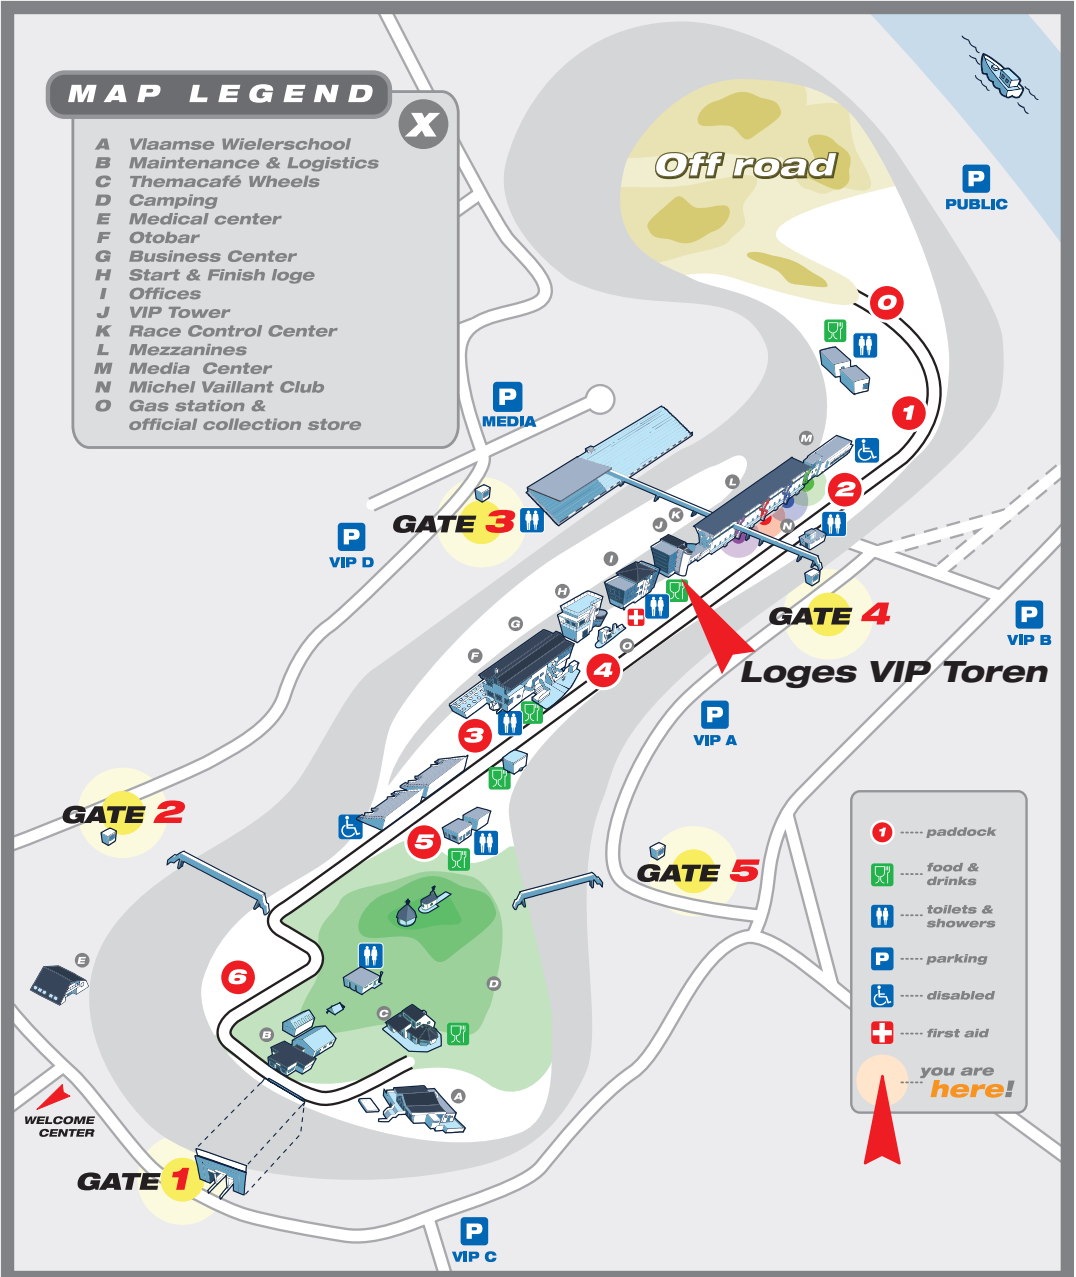 MAP LEGEND
X
A Vlaamse Wielerschool
B Maintenance & Logistics
C Themacafé Wheels
D Camping
E Medical center
F Otobar
G Business Center
H Start & Finish loge
I Offices
J VIP Tower
K Race Control Center
L Mezzanines
M Media Center
N Michel Vaillant Club
O Gas station &
official collection store
Off road
P
PUBLIC
0
1
P
MEDIA
M
L
2
GATE 3
K
J
N
P
VIP D
I
H
GATE 4
P
VIP B
G
O
F
4
Loges VIP Toren
P
VIP A
3
GATE 2
5
GATE 5
1 paddock
food &
drinks
toilets &
showers
P parking
disabled
first aid
you are
here!
E
6
D
C
B
A
WELCOME
CENTER
GATE 1
P
VIP C